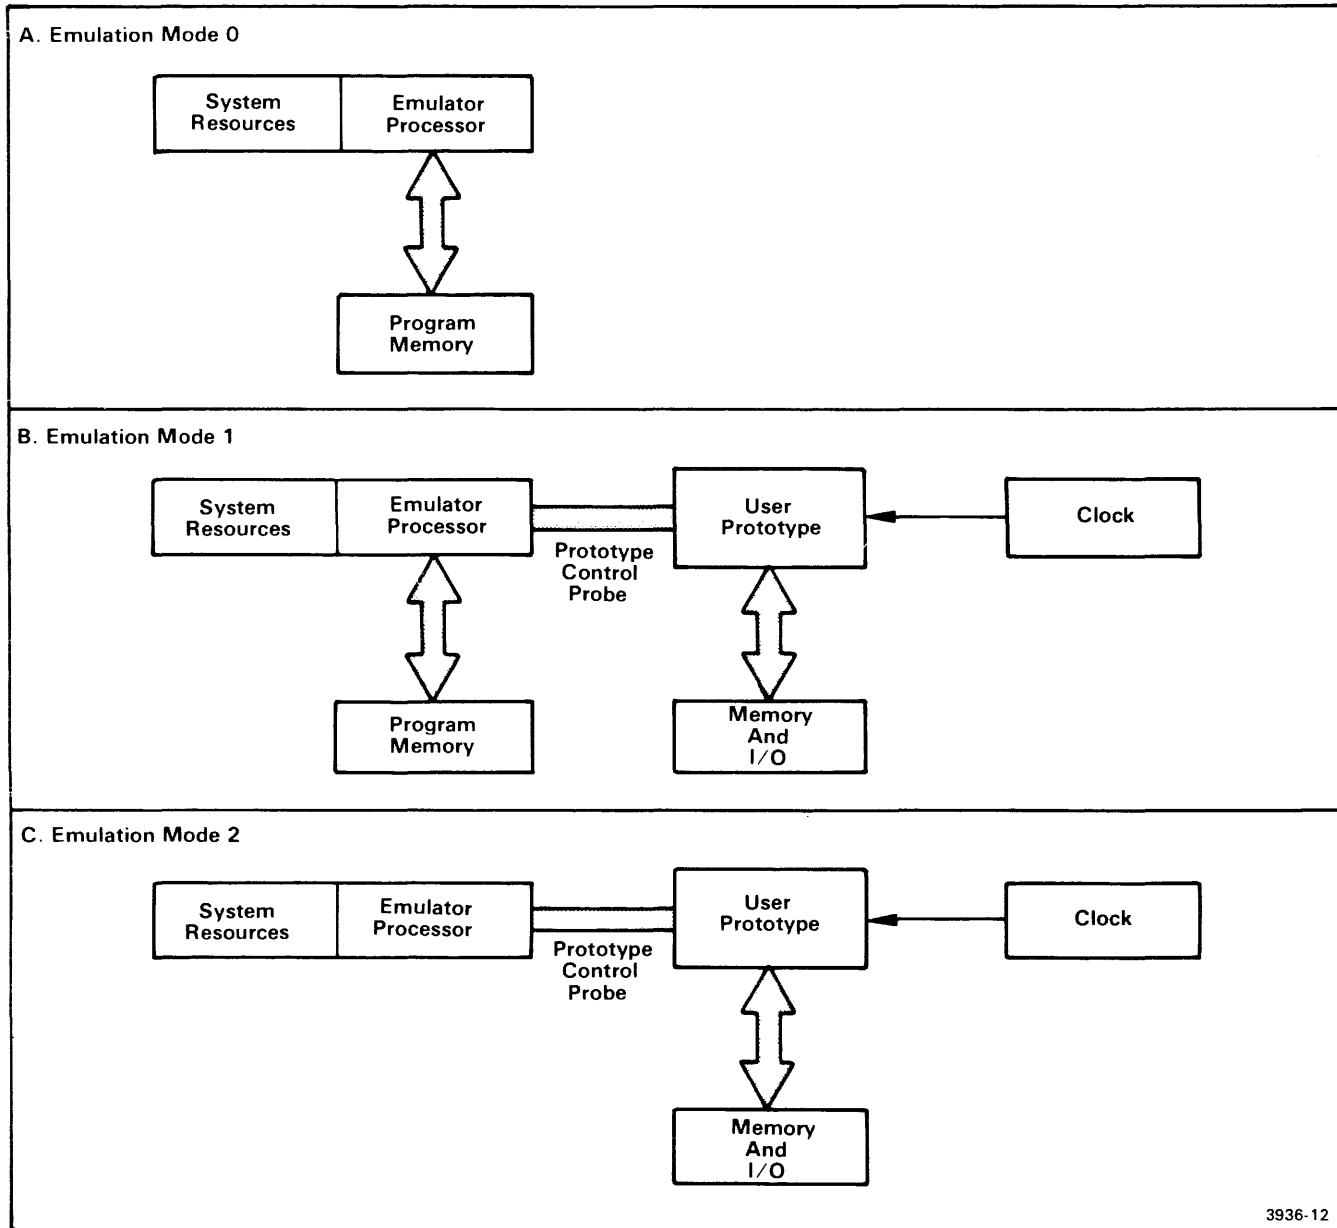 A. Emulation Mode 0
System
Resources
Emulator
Processor
Program
Memory
B. Emulation Mode 1
System
Resources
Emulator
Processor
Prototype
Control
Probe
User
Prototype
Clock
Program
Memory
Memory
And
I/O
C. Emulation Mode 2
System
Resources
Emulator
Processor
Prototype
Control
Probe
User
Prototype
Clock
Memory
And
I/O
3936-12